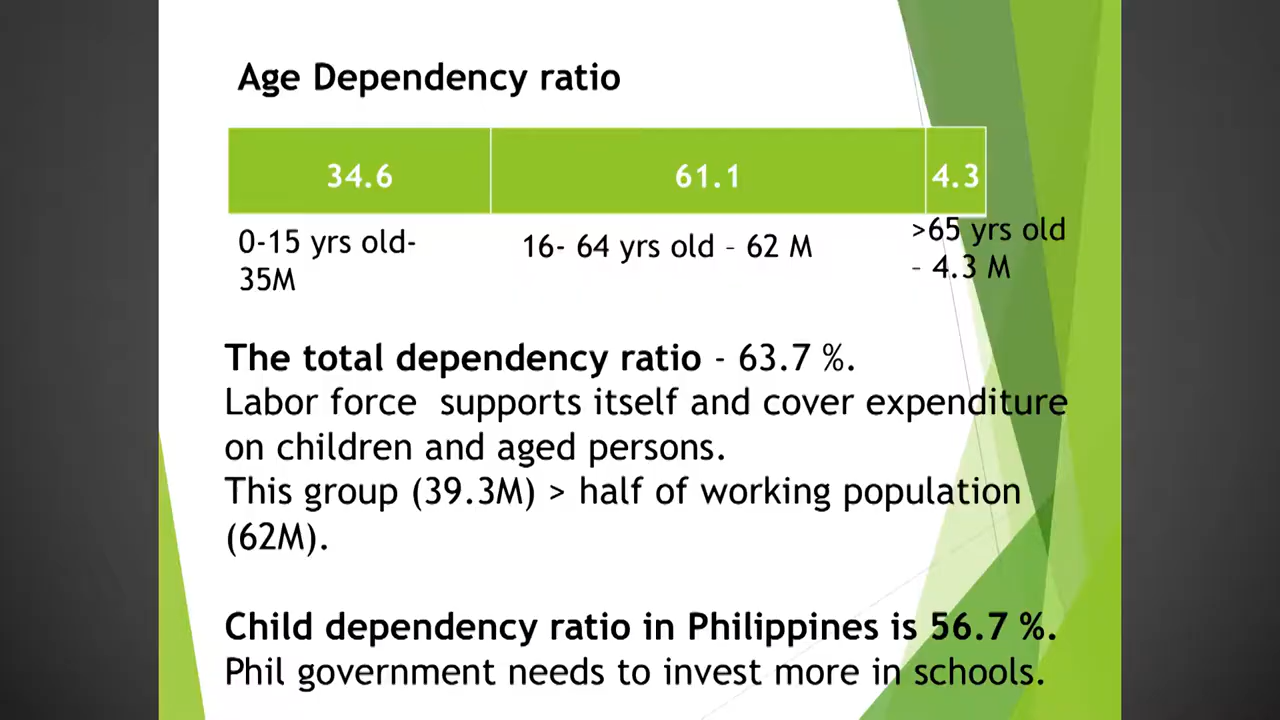 Age Dependency ratio
34.6
61.1
4.3
0-15 yrs old-
35M
16- 64 yrs old – 62 M
>65 yrs old
– 4.3 M
The total dependency ratio - 63.7 %.
Labor force  supports itself and cover expenditure
on children and aged persons.
This group (39.3M) > half of working population
(62M).
Child dependency ratio in Philippines is 56.7 %.
Phil government needs to invest more in schools.